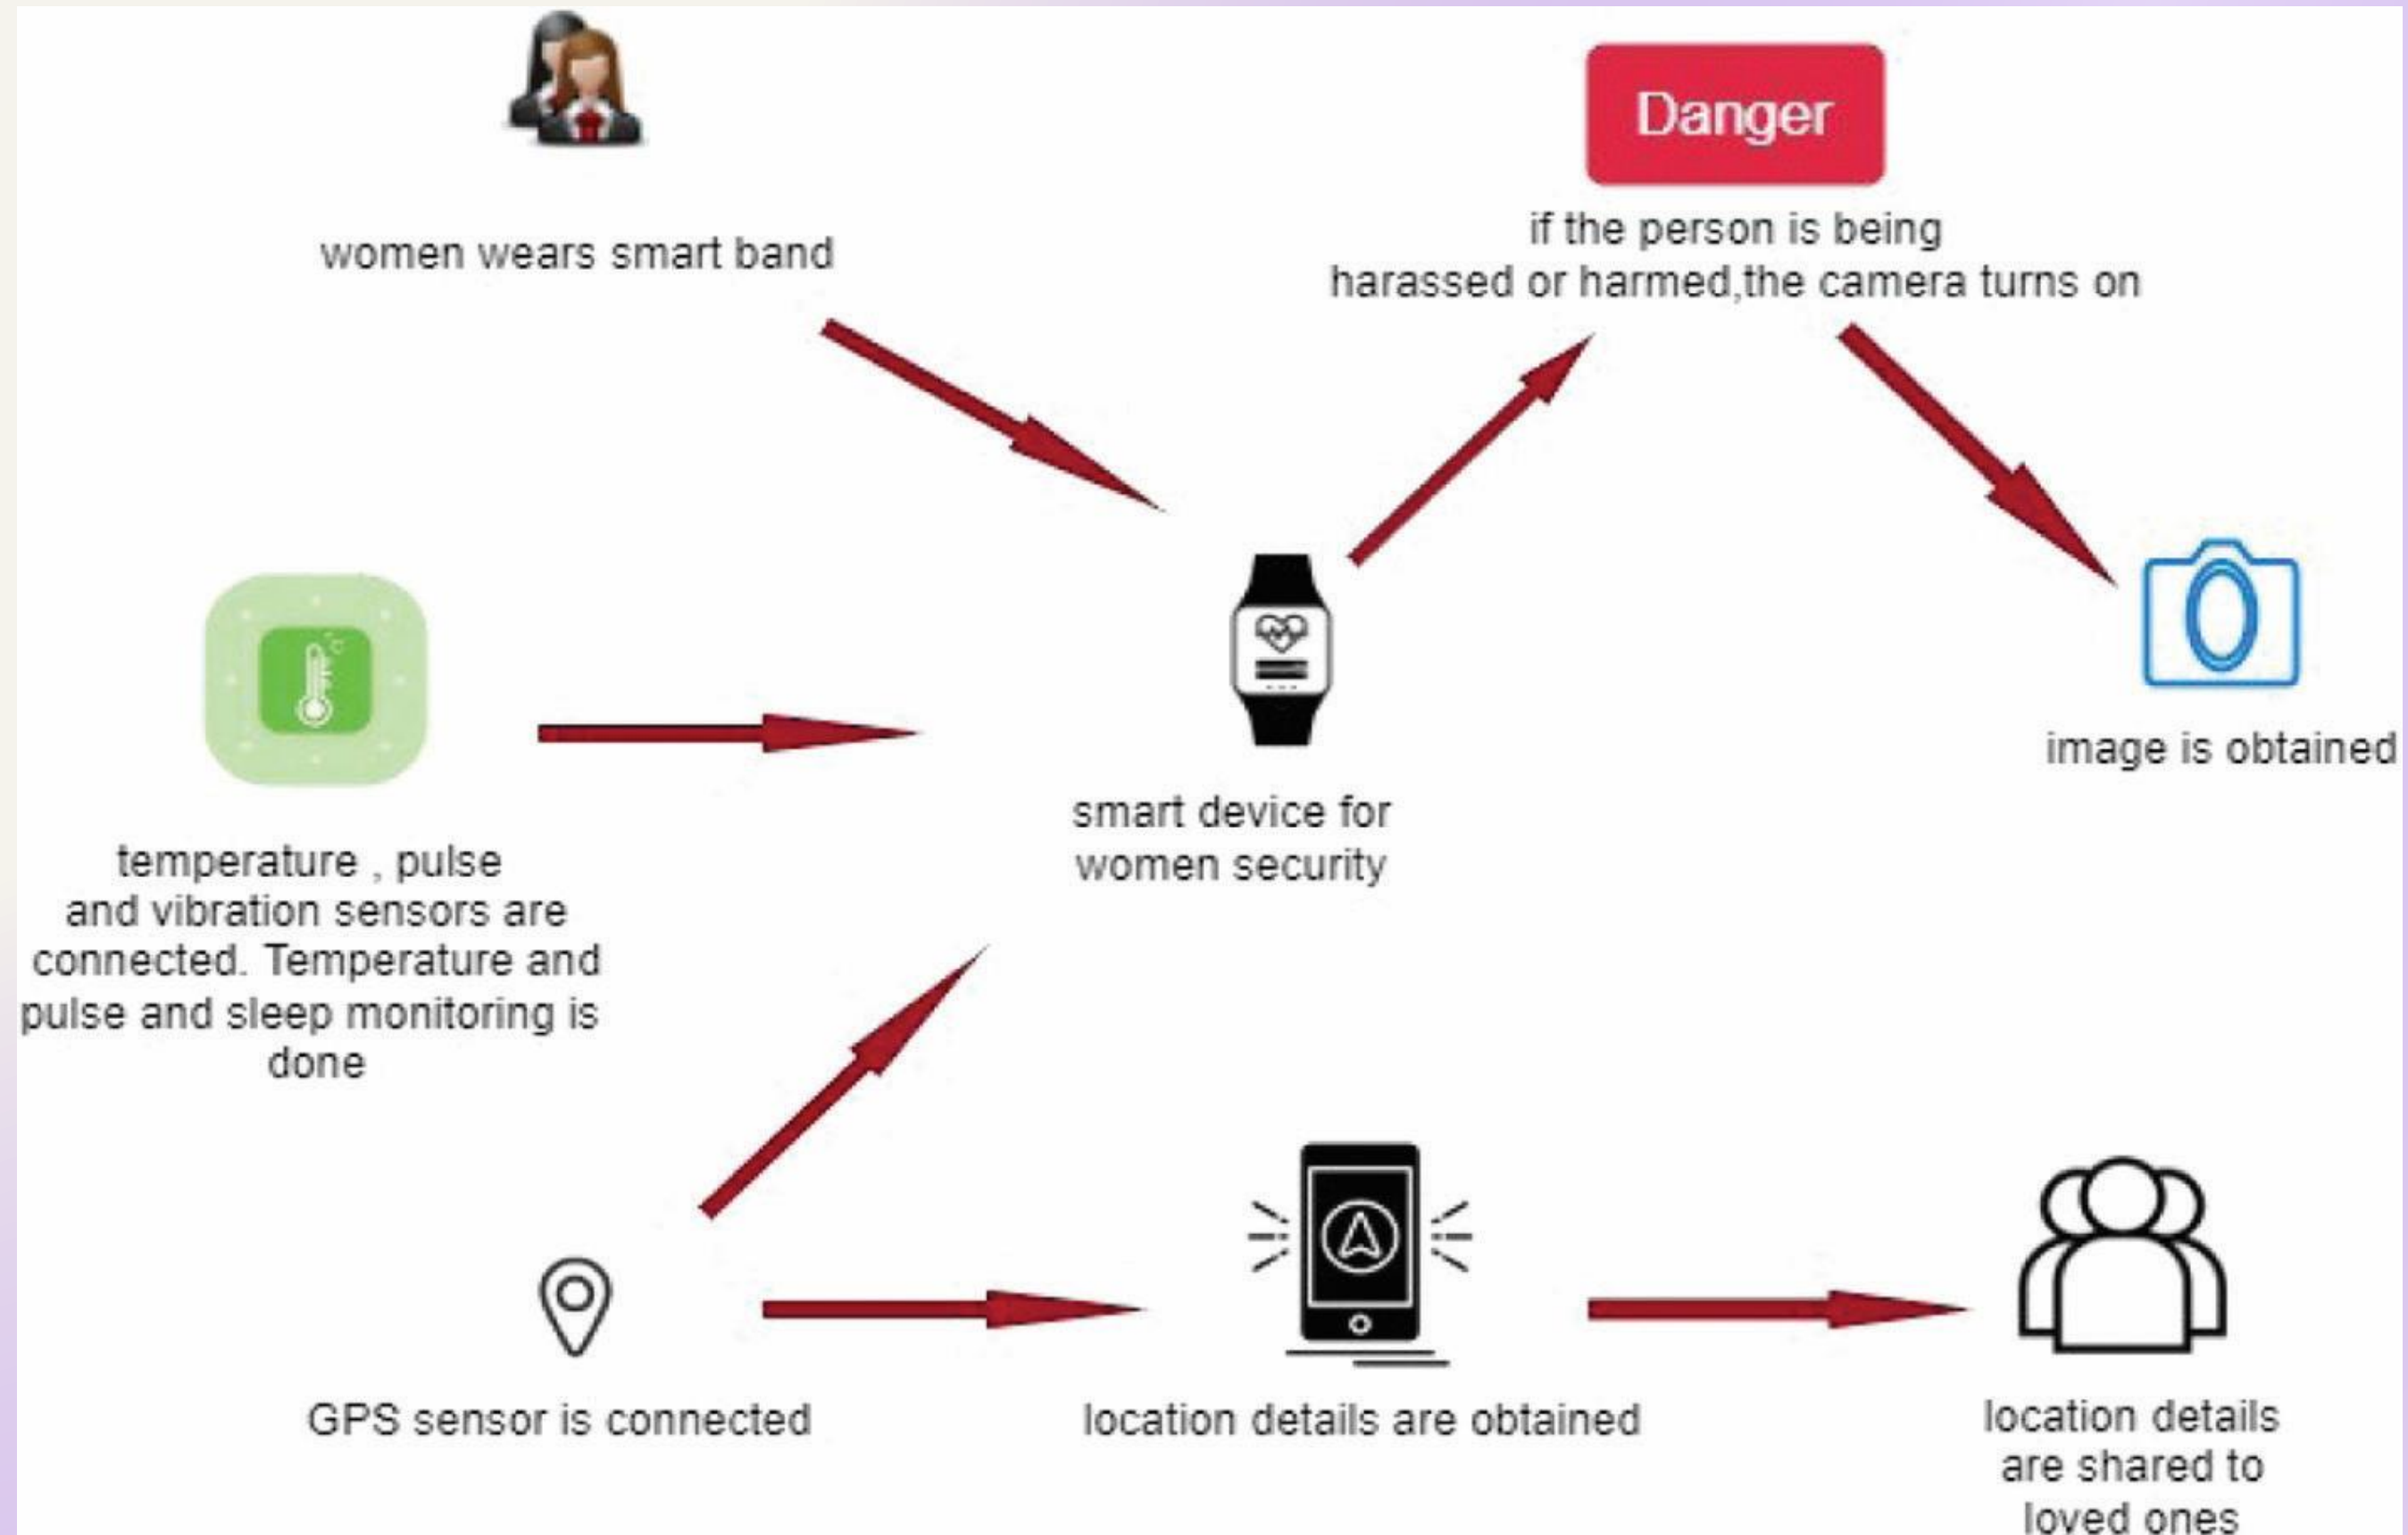 women wears smart band
Danger
if the person is being
harassed or harmed,the camera turns on
image is obtained
smart device for
women security
temperature , pulse
and vibration sensors are
connected. Temperature and
pulse and sleep monitoring is
done
GPS sensor is connected
location details are obtained
location details
are shared to
loved ones